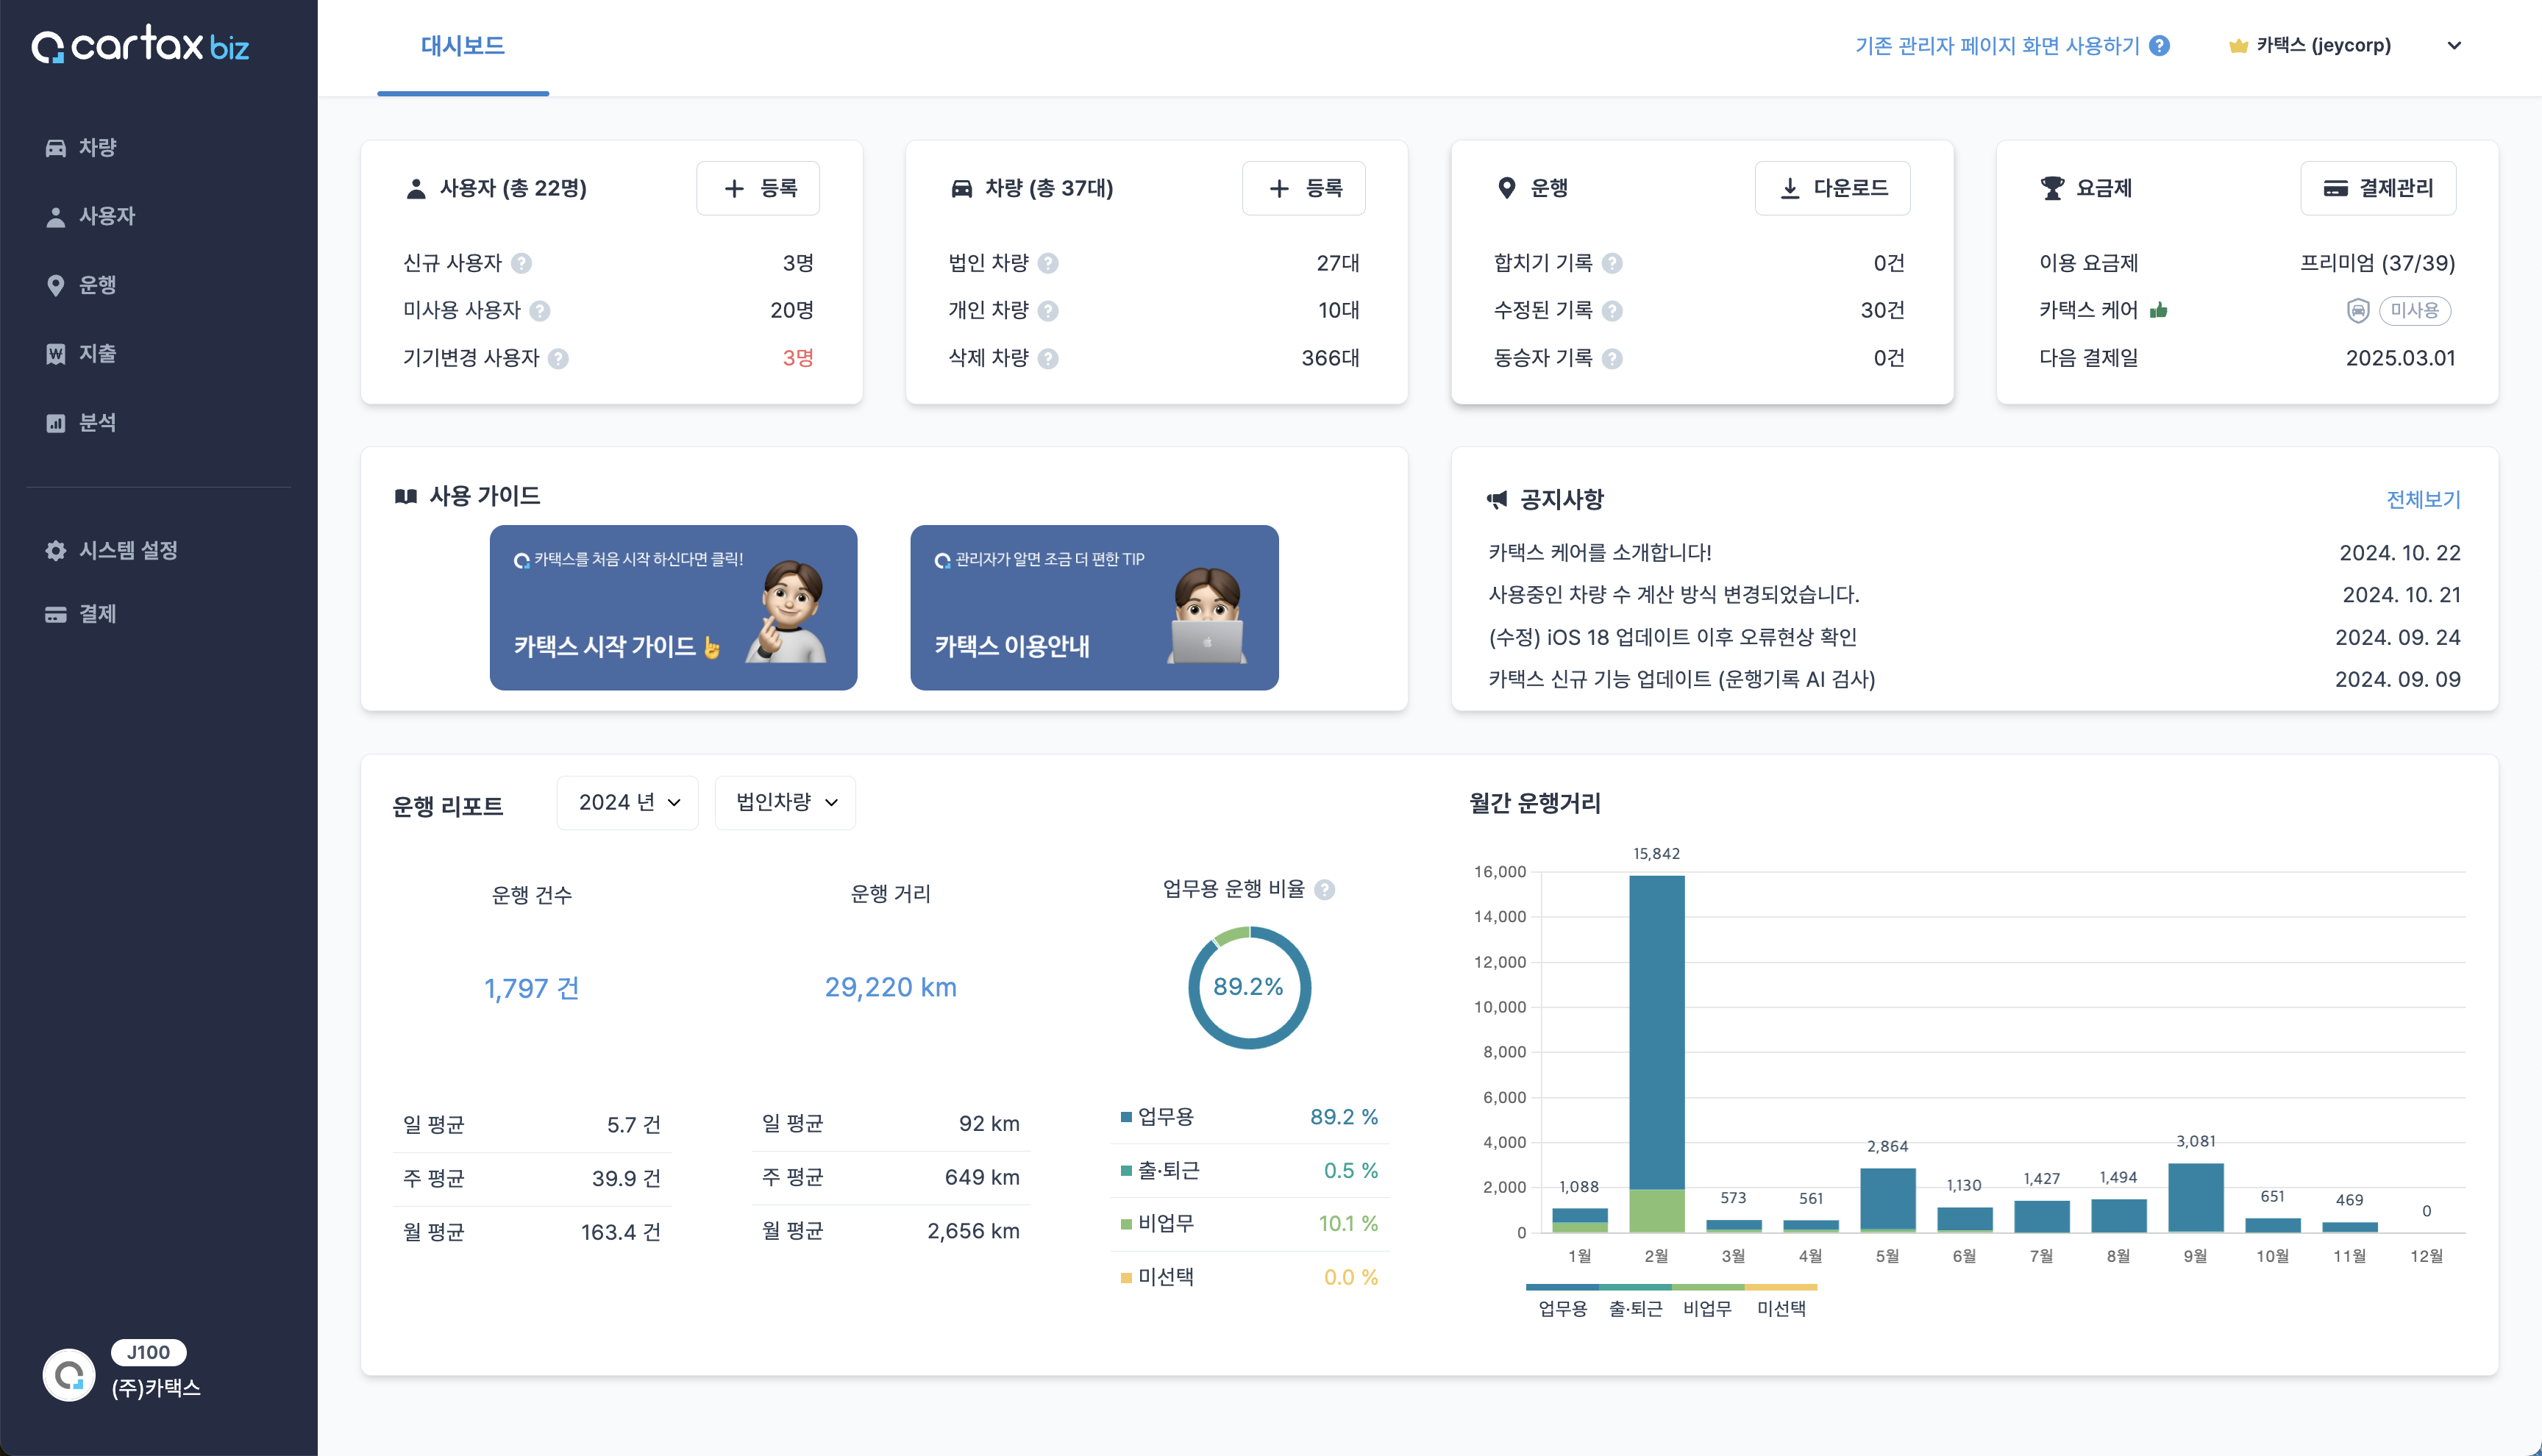 cartax biz
대시보드
기존 관리자 페이지 화면 사용하기 ?
카택스 (jeycorp)
차량
사용자
운행
지출
분석
시스템 설정
결제
J100
(주)카택스
사용자 (총 22명)
+ 등록
신규 사용자 ? 3명
미사용 사용자 ? 20명
기기변경 사용자 ? 3명
차량 (총 37대)
+ 등록
법인 차량 ? 27대
개인 차량 ? 10대
삭제 차량 ? 366대
운행
다운로드
합치기 기록 ? 0건
수정된 기록 ? 30건
동승자 기록 ? 0건
요금제
결제관리
이용 요금제 프리미엄 (37/39)
카택스 케어 미사용
다음 결제일 2025.03.01
사용 가이드
카택스를 처음 시작 하신다면 클릭!
카택스 시작 가이드
관리자가 알면 조금 더 편한 TIP
카택스 이용안내
공지사항
전체보기
카택스 케어를 소개합니다! 2024. 10. 22
사용중인 차량 수 계산 방식 변경되었습니다. 2024. 10. 21
(수정) iOS 18 업데이트 이후 오류현상 확인 2024. 09. 24
카택스 신규 기능 업데이트 (운행기록 AI 검사) 2024. 09. 09
운행 리포트
2024 년
법인차량
운행 건수
1,797 건
일 평균 5.7 건
주 평균 39.9 건
월 평균 163.4 건
운행 거리
29,220 km
일 평균 92 km
주 평균 649 km
월 평균 2,656 km
업무용 운행 비율 ?
89.2%
업무용 89.2 %
출·퇴근 0.5 %
비업무 10.1 %
미선택 0.0 %
월간 운행거리
16,000
14,000
12,000
10,000
8,000
6,000
4,000
2,000
0
1,088
15,842
573
561
2,864
1,130
1,427
1,494
3,081
651
469
0
1월 2월 3월 4월 5월 6월 7월 8월 9월 10월 11월 12월
업무용 출·퇴근 비업무 미선택